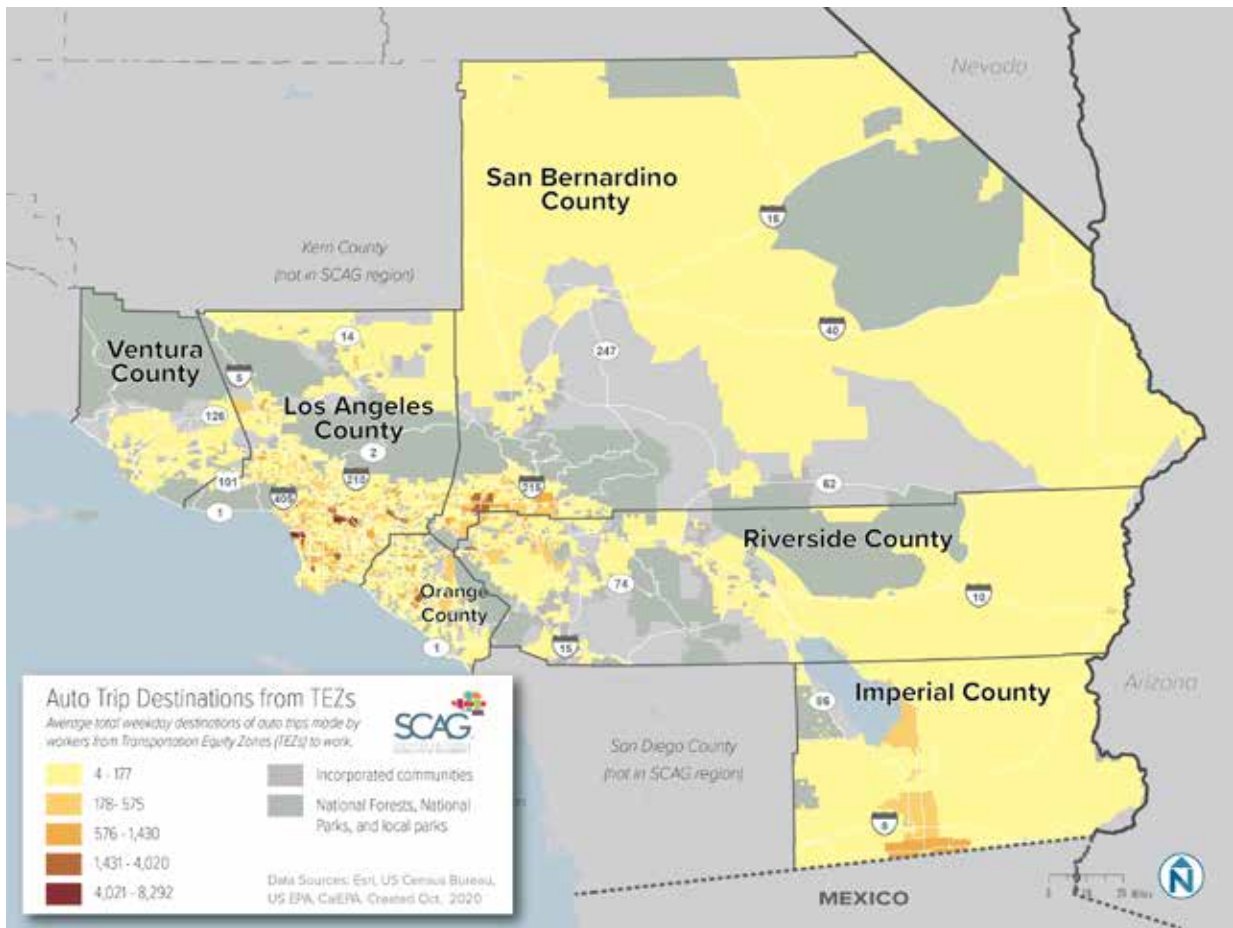 Nevada
San Bernardino
County
15
Kern County
(not in SCAG region)
40
14
247
Ventura
County
5
Los Angeles
County
126
2
62
101
210
215
405
1
Riverside County
74
10
Orange
County
1
15
Imperial County
Arizona
86
San Diego County
(not in SCAG region)
8
MEXICO
N
Auto Trip Destinations from TEZs
Average total weekday destinations of auto trips made by
workers from Transportation Equity Zones (TEZs) to work.
SCAG
4 - 177
178- 575
576 - 1,430
1,431 - 4,020
4,021 - 8,292
Incorporated communities
National Forests, National
Parks, and local parks
Data Sources: Esri, US Census Bureau,
US EPA, CalEPA. Created Oct. 2020